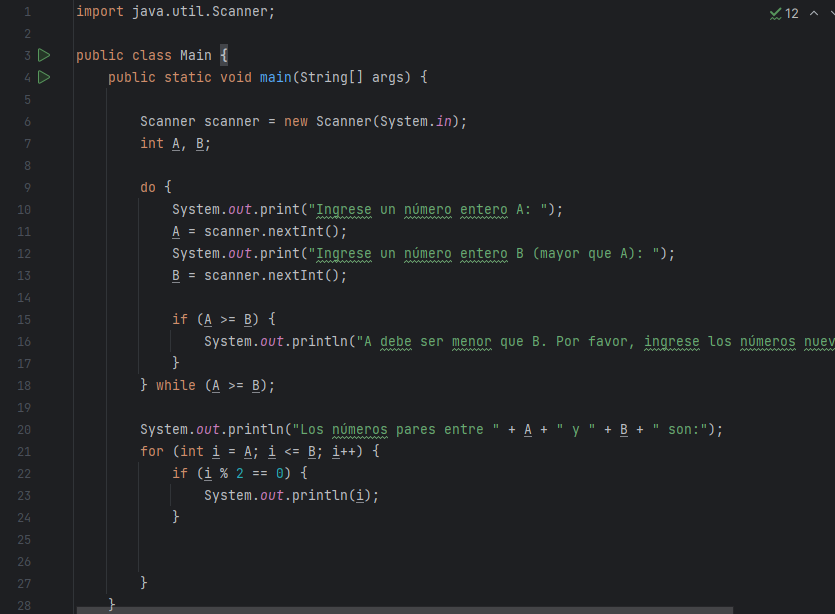 1 import java.util.Scanner;
12
2
3 public class Main {
4 public static void main(String[] args) {
5
6 Scanner scanner = new Scanner(System.in);
7 int A, B;
8
9 do {
10 System.out.print("Ingrese un número entero A: ");
11 A = scanner.nextInt();
12 System.out.print("Ingrese un número entero B (mayor que A): ");
13 B = scanner.nextInt();
14
15 if (A >= B) {
16 System.out.println("A debe ser menor que B. Por favor, ingrese los números nuev
17 }
18 } while (A >= B);
19
20 System.out.println("Los números pares entre " + A + " y " + B + " son:");
21 for (int i = A; i <= B; i++) {
22 if (i % 2 == 0) {
23 System.out.println(i);
24 }
25
26
27 }
28 }